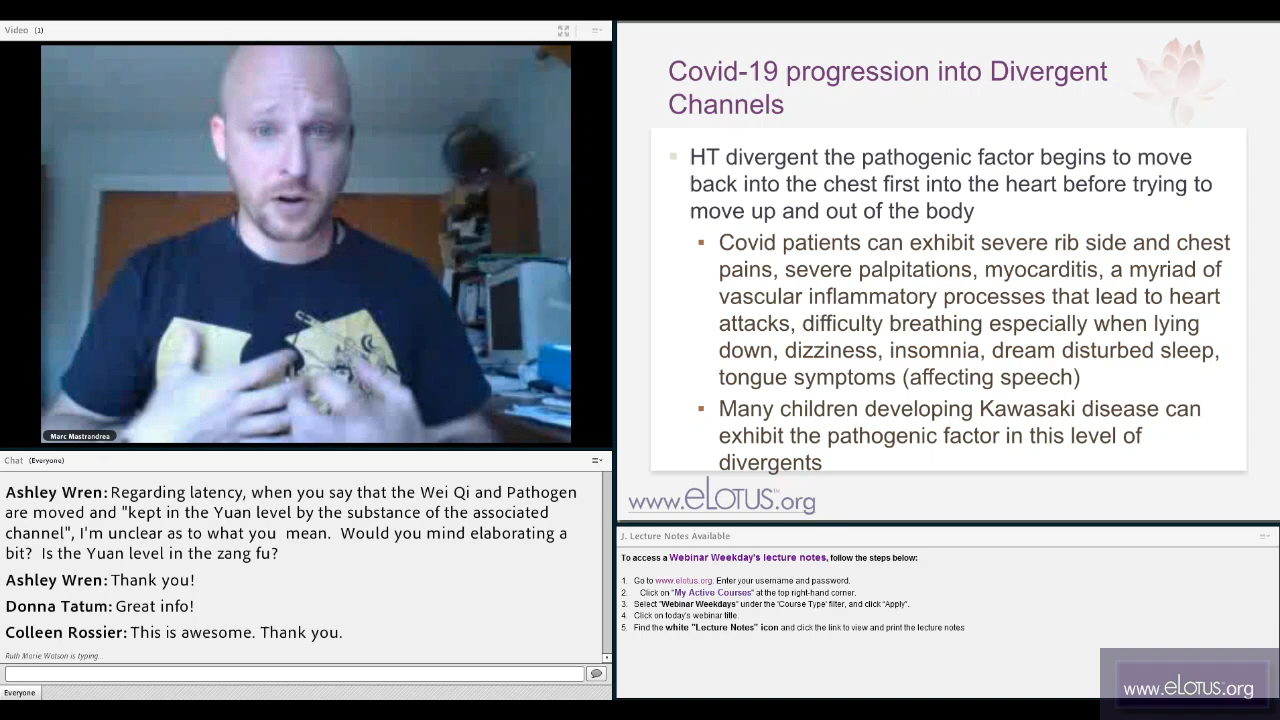 Video (1)
Marc Mastrandrea
Chat (Everyone)
Ashley Wren: Regarding latency, when you say that the Wei Qi and Pathogen
are moved and "kept in the Yuan level by the substance of the associated
channel", I'm unclear as to what you mean. Would you mind elaborating a
bit? Is the Yuan level in the zang fu?
Ashley Wren: Thank you!
Donna Tatum: Great info!
Colleen Rossier: This is awesome. Thank you.
Ruth Marie Watson is typing...
Everyone
Covid-19 progression into Divergent
Channels
HT divergent the pathogenic factor begins to move
back into the chest first into the heart before trying to
move up and out of the body
Covid patients can exhibit severe rib side and chest
pains, severe palpitations, myocarditis, a myriad of
vascular inflammatory processes that lead to heart
attacks, difficulty breathing especially when lying
down, dizziness, insomnia, dream disturbed sleep,
tongue symptoms (affecting speech)
Many children developing Kawasaki disease can
exhibit the pathogenic factor in this level of
divergents
www.eLotus.org
J. Lecture Notes Available
To access a Webinar Weekday's lecture notes, follow the steps below:
1. Go to www.elotus.org. Enter your username and password.
2. Click on "My Active Courses" at the top right-hand corner.
3. Select "Webinar Weekdays" under the 'Course Type' filter, and click "Apply".
4. Click on today's webinar title.
5. Find the white "Lecture Notes" icon and click the link to view and print the lecture notes
www.eLotus.org